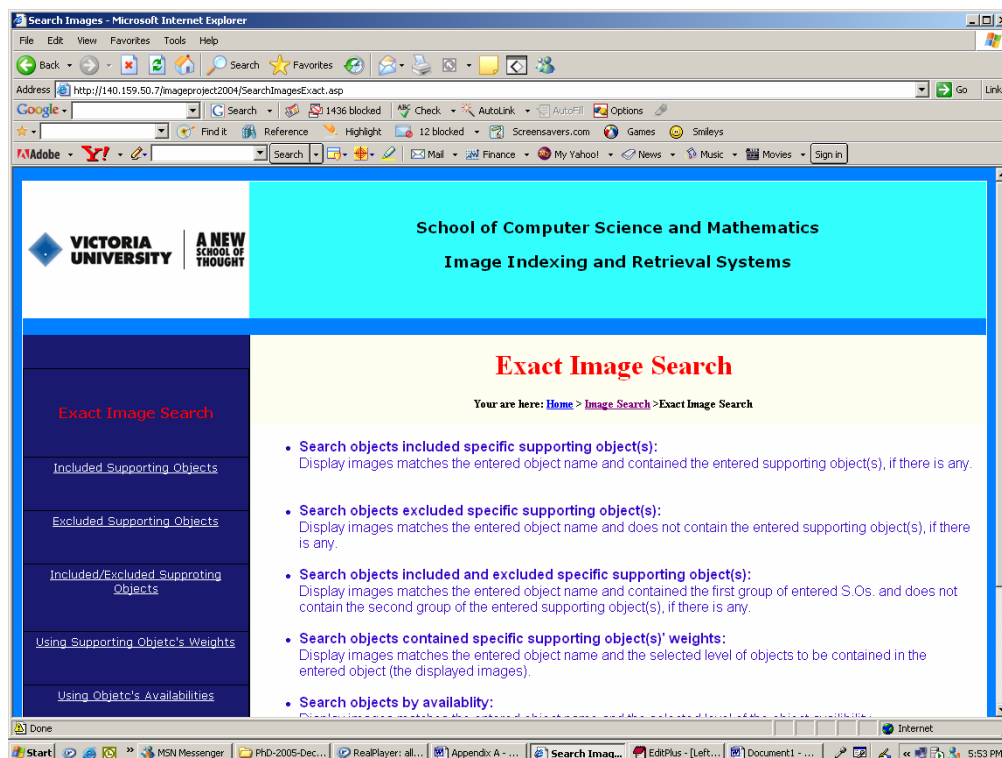 Search Images - Microsoft Internet Explorer
File Edit View Favorites Tools Help
Back Search Favorites
Address http://140.159.50.7/imageproject2004/SearchImagesExact.asp Go Link
Google Search 1436 blocked ABC Check AutoLink AutoFill Options
Find it Reference Highlight 12 blocked Screensavers.com Games Smileys
Adobe Y! Search Mail Finance My Yahoo! News Music Movies Sign in
VICTORIA UNIVERSITY
A NEW SCHOOL OF THOUGHT
School of Computer Science and Mathematics
Image Indexing and Retrieval Systems
Exact Image Search
Included Supporting Objects
Excluded Supporting Objects
Included/Excluded Supproting
Objects
Using Supporting Objetc's Weights
Using Objetc's Availabilities
Exact Image Search
Your are here: Home > Image Search >Exact Image Search
• Search objects included specific supporting object(s):
Display images matches the entered object name and contained the entered supporting object(s), if there is any.
• Search objects excluded specific supporting object(s):
Display images matches the entered object name and does not contain the entered supporting object(s), if there
is any.
• Search objects included and excluded specific supporting object(s):
Display images matches the entered object name and contained the first group of entered S.Os. and does not
contain the second group of the entered supporting object(s), if there is any.
• Search objects contained specific supporting object(s)' weights:
Display images matches the entered object name and the selected level of objects to be contained in the
entered object (the displayed images).
• Search objects by availablity:
Done Internet
Start » MSN Messenger PhD-2005-Dec... RealPlayer: all... Appendix A - ... Search Imag... EditPlus - [Left... Document1 - ... « 5:53 PM